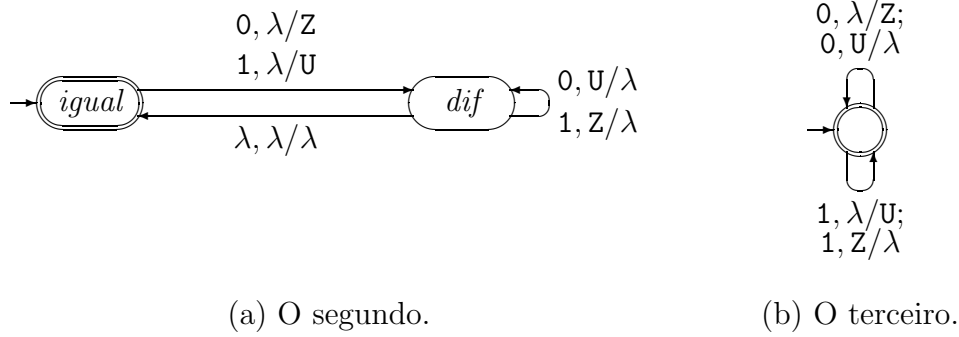 0, λ/Z
1, λ/U
igual
dif
0, U/λ
1, Z/λ
λ, λ/λ
(a) O segundo.
0, λ/Z;
0, U/λ
1, λ/U;
1, Z/λ
(b) O terceiro.